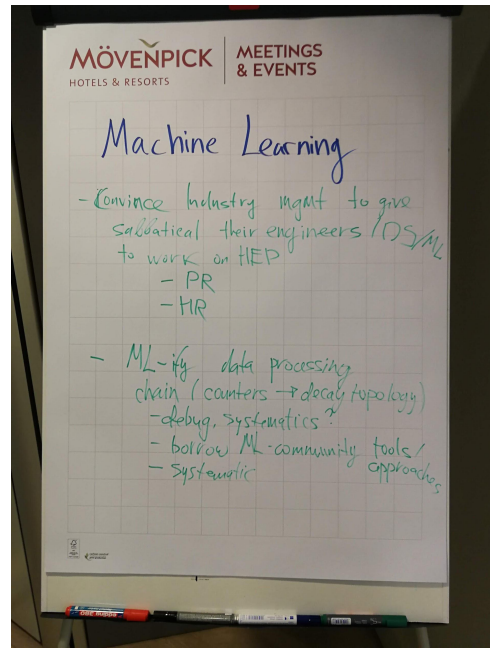 MÖVENPICK
HOTELS & RESORTS
MEETINGS
& EVENTS
Machine Learning
- Convince Industry mgmt to give
sabbatical their engineers / DS/ML
to work on HEP
- PR
- HR
- ML-ify data processing
chain (counters → decay topology)
- debug, systematics?
- borrow ML-community tools/
approaches
- systematic